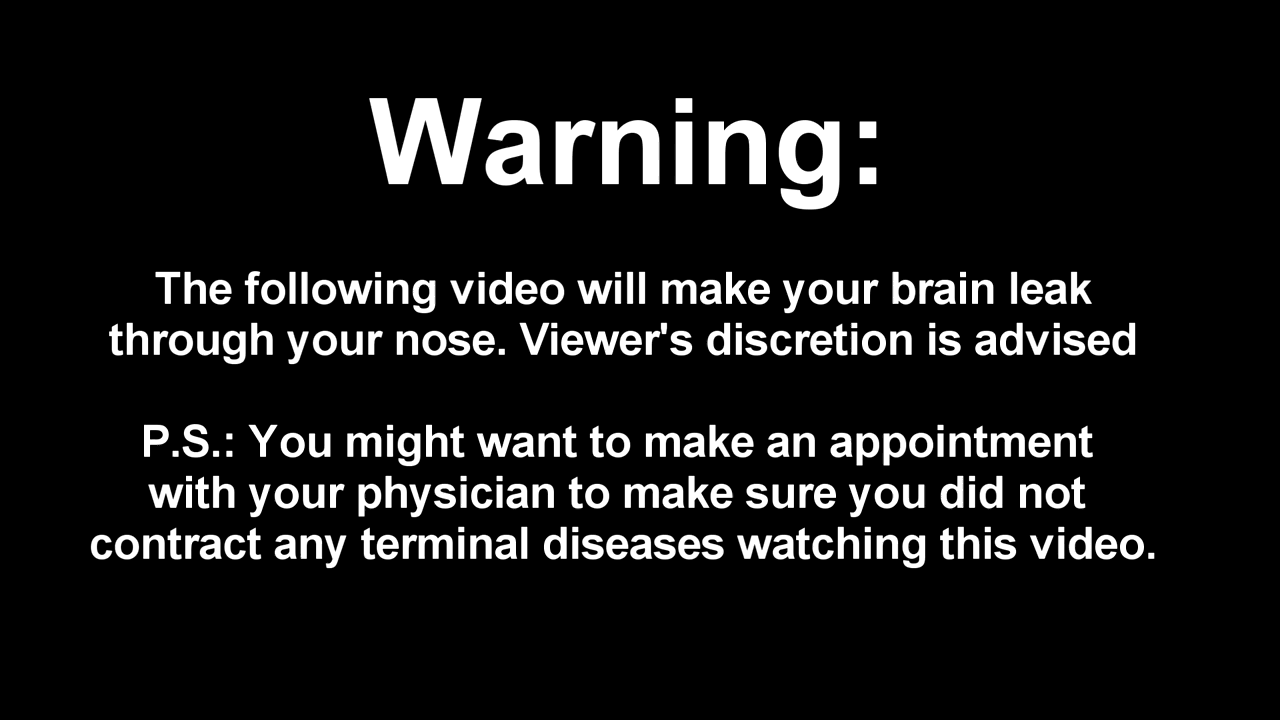 Warning:
The following video will make your brain leak
through your nose. Viewer's discretion is advised
P.S.: You might want to make an appointment
with your physician to make sure you did not
contract any terminal diseases watching this video.